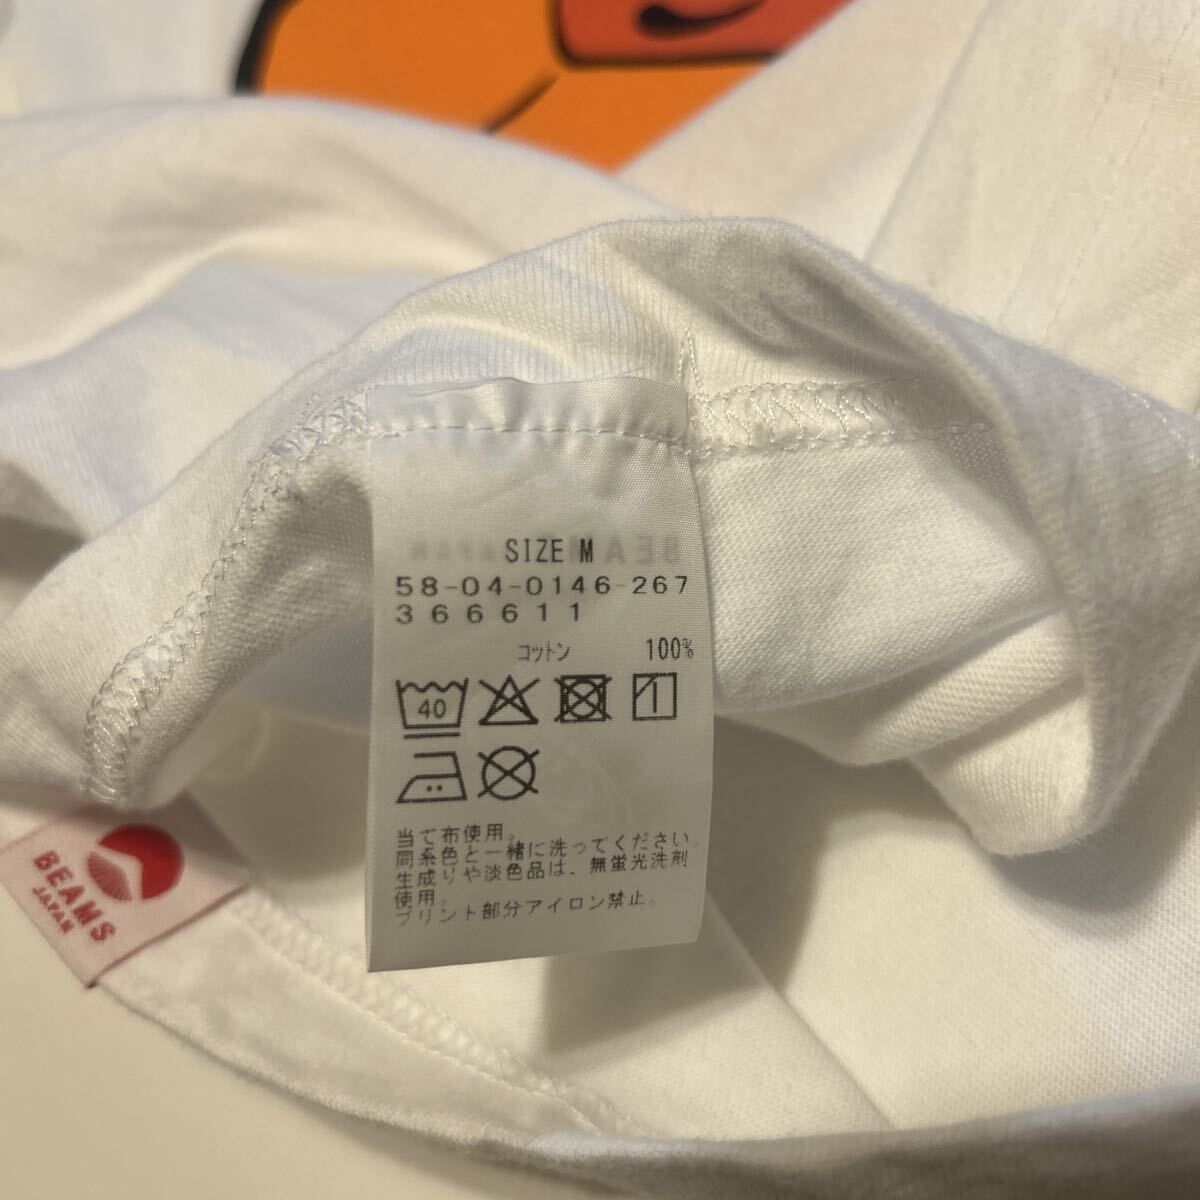 SIZE M
58-04-0146-267
366611
コットン 100%
40
当て布使用。
同系色と一緒に洗ってください。
生成りや淡色品は、無蛍光洗剤
使用。
プリント部分アイロン禁止。
BEAMS
JAPAN